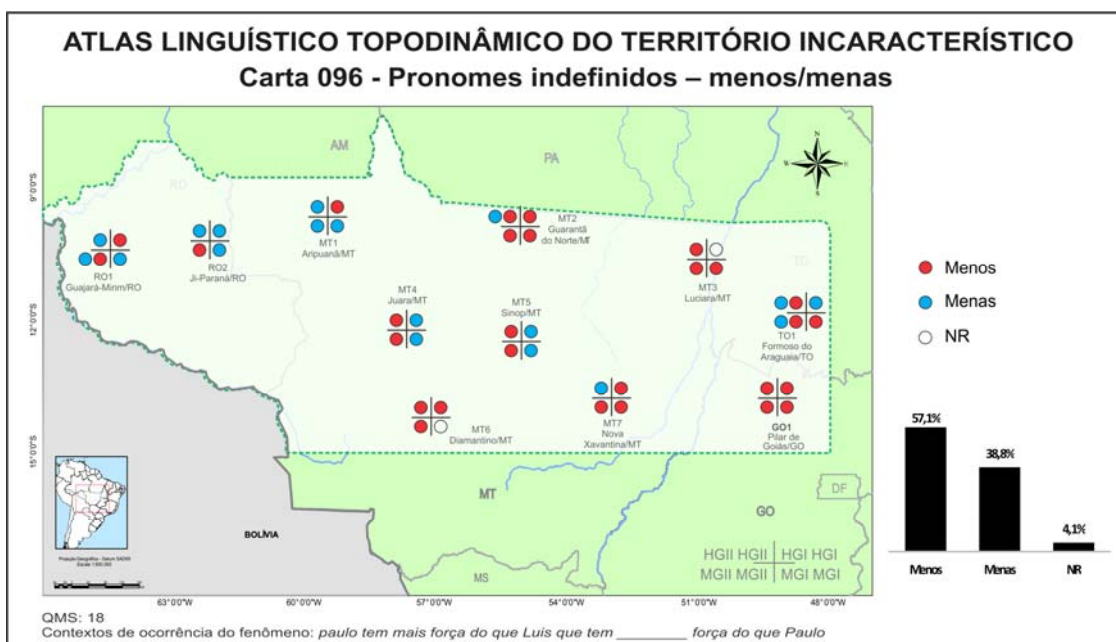 ATLAS LINGUÍSTICO TOPODINÂMICO DO TERRITÓRIO INCARACTERÍSTICO
Carta 096 - Pronomes indefinidos – menos/menas
AM
PA
RO
TO
N
9°0'0"S
12°0'0"S
15°0'0"S
RO1
Guajará-Mirim/RO
RO2
Ji-Paraná/RO
MT1
Aripuanã/MT
MT2
Guarantã
do Norte/MT
MT3
Luciara/MT
MT4
Juara/MT
MT5
Sinop/MT
TO1
Formoso do
Araguaia/TO
MT6
Diamantino/MT
MT7
Nova
Xavantina/MT
GO1
Pilar de
Goiás/GO
Menos
Menas
NR
57,1%
38,8%
4,1%
Menos Menas NR
MT
GO
DF
MS
BOLÍVIA
HGII HGII HGI HGI
MGII MGII MGI MGI
63°0'0"W 60°0'0"W 57°0'0"W 54°0'0"W 51°0'0"W 48°0'0"W
QMS: 18
Contextos de ocorrência do fenômeno: paulo tem mais força do que Luis que tem _______ força do que Paulo